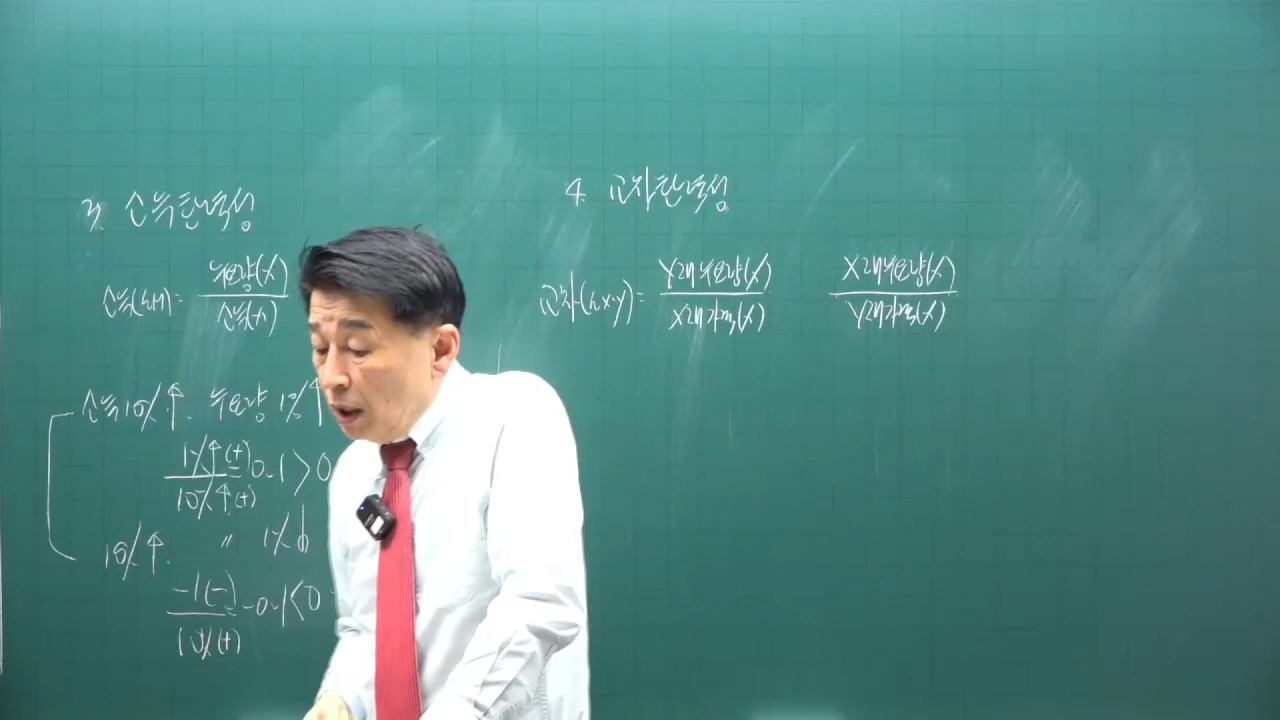 3. 소득탄력성
소득( ) = 수요량(%)
소득(%)
소득10%↑. 수요량 1%↑
1%↑(+)
10%↑(+)
= 0.1>0
10%↑. 〃 1%↓
-1(-)
10%(+)
= -0.1<0
4. 교차탄력성
교차( x·y) = Y재수요량(%)
X재가격(%)
X재수요량(%)
Y재가격(%)